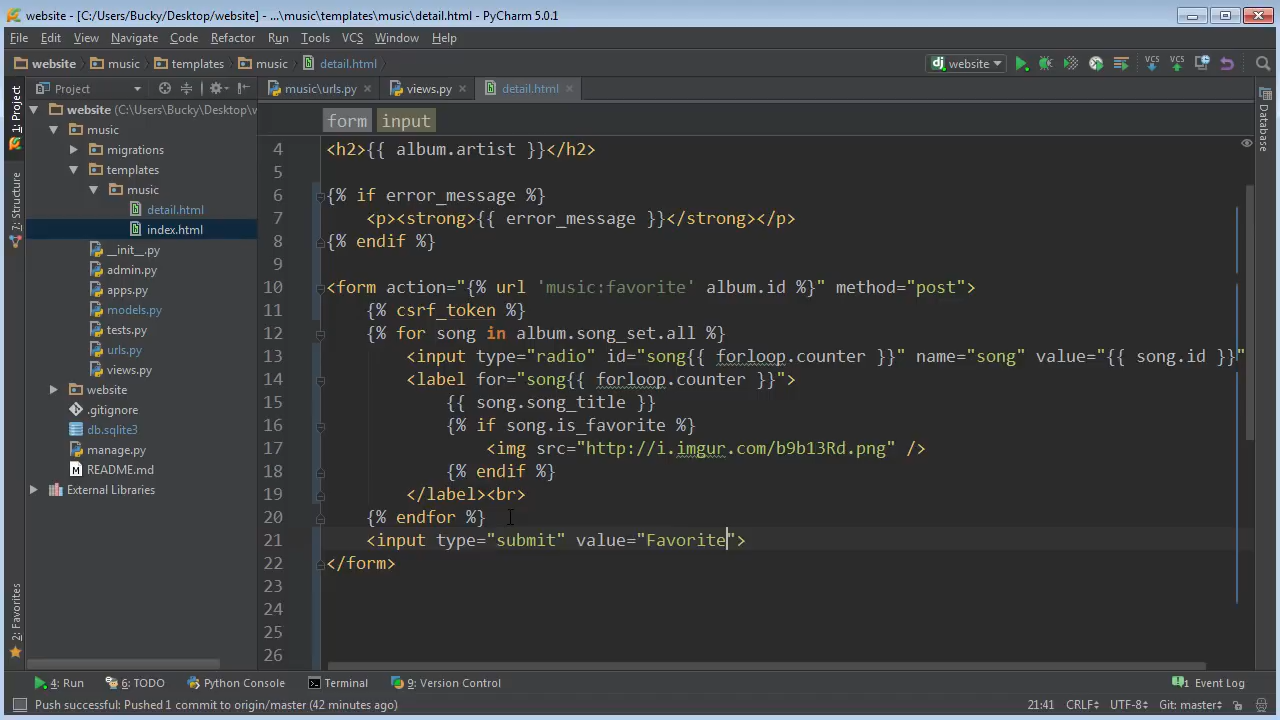 website - [C:/Users/Bucky/Desktop/website] - ...\music\templates\music\detail.html - PyCharm 5.0.1
File Edit View Navigate Code Refactor Run Tools VCS Window Help
website music templates music detail.html website VCS VCS
Project music\urls.py views.py detail.html
1: Project
7: Structure
2: Favorites
website (C:\Users\Bucky\Desktop\w
music
migrations
templates
music
detail.html
index.html
__init__.py
admin.py
apps.py
models.py
tests.py
urls.py
views.py
website
.gitignore
db.sqlite3
manage.py
README.md
External Libraries
form input
4 <h2>{{ album.artist }}</h2>
5
6 {% if error_message %}
7 <p><strong>{{ error_message }}</strong></p>
8 {% endif %}
9
10 <form action="{% url 'music:favorite' album.id %}" method="post">
11 {% csrf_token %}
12 {% for song in album.song_set.all %}
13 <input type="radio" id="song{{ forloop.counter }}" name="song" value="{{ song.id }}"
14 <label for="song{{ forloop.counter }}">
15 {{ song.song_title }}
16 {% if song.is_favorite %}
17 <img src="http://i.imgur.com/b9b13Rd.png" />
18 {% endif %}
19 </label><br>
20 {% endfor %}
21 <input type="submit" value="Favorite">
22 </form>
23
24
25
26
Database
4: Run 6: TODO Python Console Terminal 9: Version Control 1 Event Log
Push successful: Pushed 1 commit to origin/master (42 minutes ago) 21:41 CRLF UTF-8 Git: master